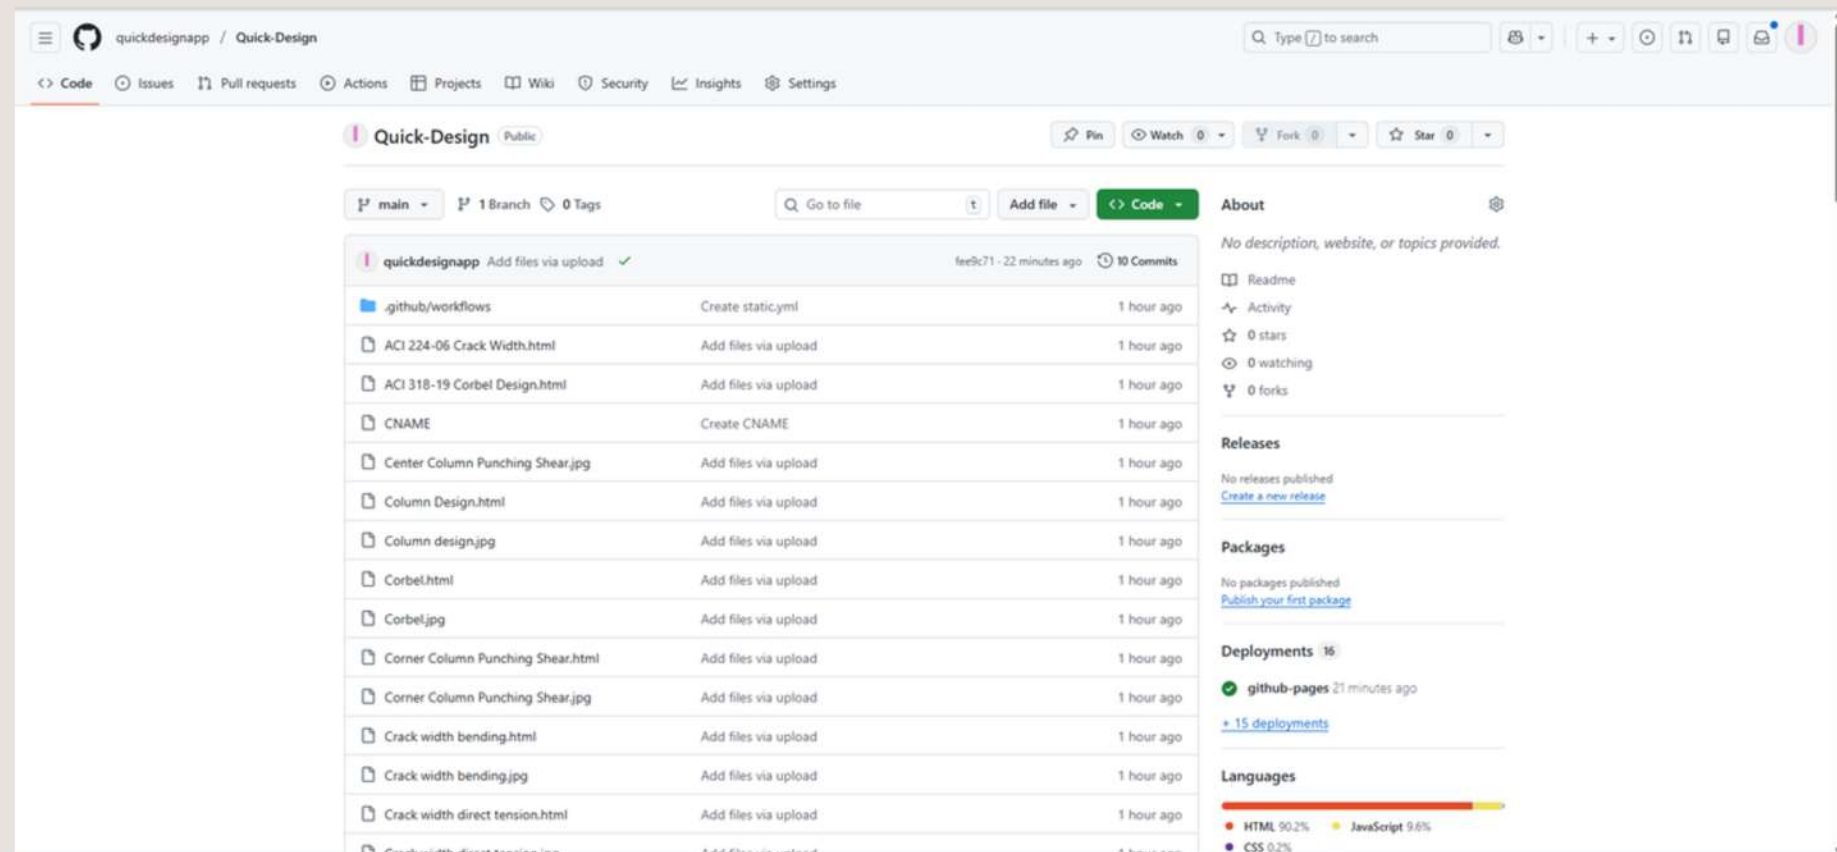 quickdesignapp / Quick-Design
Type / to search
Code Issues Pull requests Actions Projects Wiki Security Insights Settings
Quick-Design Public
Pin Watch 0 Fork 0 Star 0
main 1 Branch 0 Tags
Go to file t Add file Code
quickdesignapp Add files via upload fee9c71 · 22 minutes ago 10 Commits
.github/workflows Create static.yml 1 hour ago
ACI 224-06 Crack Width.html Add files via upload 1 hour ago
ACI 318-19 Corbel Design.html Add files via upload 1 hour ago
CNAME Create CNAME 1 hour ago
Center Column Punching Shear.jpg Add files via upload 1 hour ago
Column Design.html Add files via upload 1 hour ago
Column design.jpg Add files via upload 1 hour ago
Corbel.html Add files via upload 1 hour ago
Corbel.jpg Add files via upload 1 hour ago
Corner Column Punching Shear.html Add files via upload 1 hour ago
Corner Column Punching Shear.jpg Add files via upload 1 hour ago
Crack width bending.html Add files via upload 1 hour ago
Crack width bending.jpg Add files via upload 1 hour ago
Crack width direct tension.html Add files via upload 1 hour ago
About
No description, website, or topics provided.
Readme
Activity
0 stars
0 watching
0 forks
Releases
No releases published
Create a new release
Packages
No packages published
Publish your first package
Deployments 16
github-pages 21 minutes ago
+ 15 deployments
Languages
HTML 90.2% JavaScript 9.6%
CSS 0.2%